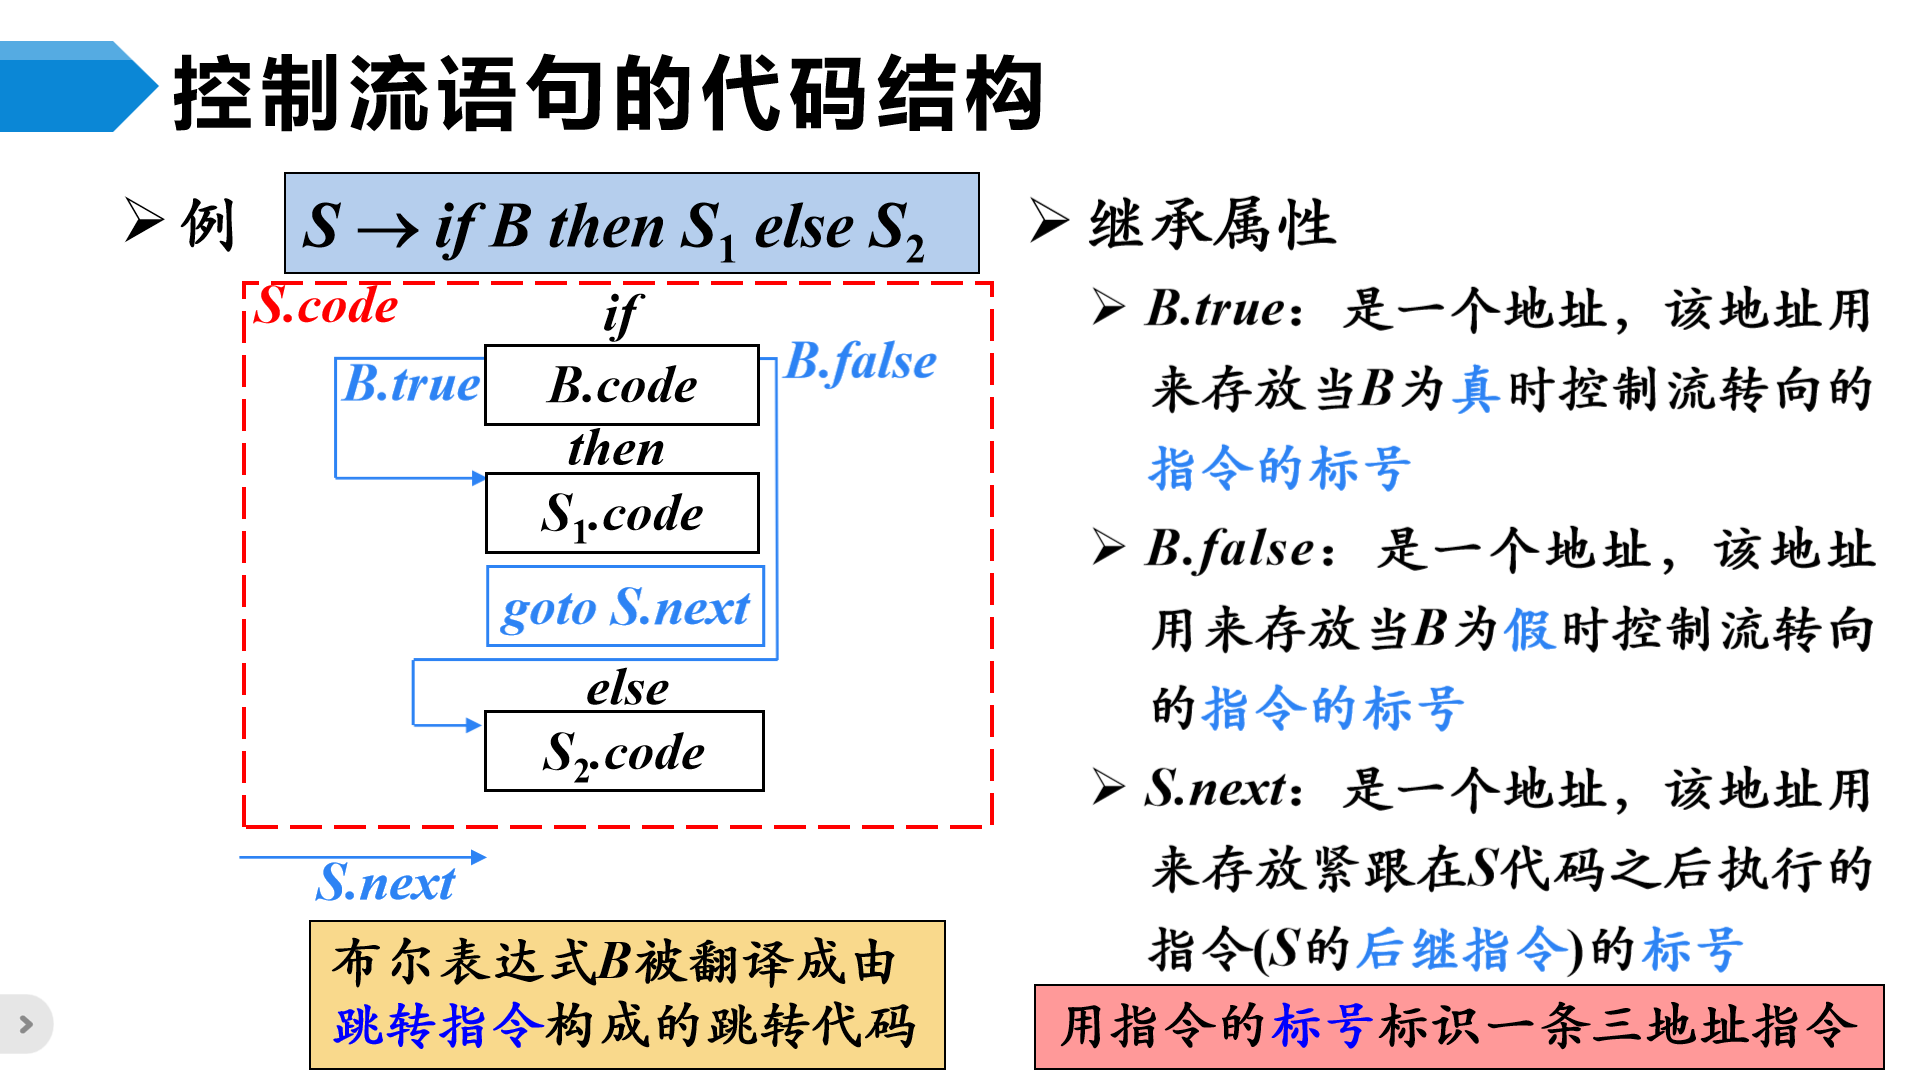 控制流语句的代码结构
例 S → if B then S₁ else S₂
S.code
if
B.true
B.code
B.false
then
S₁.code
goto S.next
else
S₂.code
S.next
布尔表达式B被翻译成由
跳转指令构成的跳转代码
继承属性
B.true：是一个地址，该地址用
来存放当B为真时控制流转向的
指令的标号
B.false：是一个地址，该地址
用来存放当B为假时控制流转向
的指令的标号
S.next：是一个地址，该地址用
来存放紧跟在S代码之后执行的
指令(S的后继指令)的标号
用指令的标号标识一条三地址指令